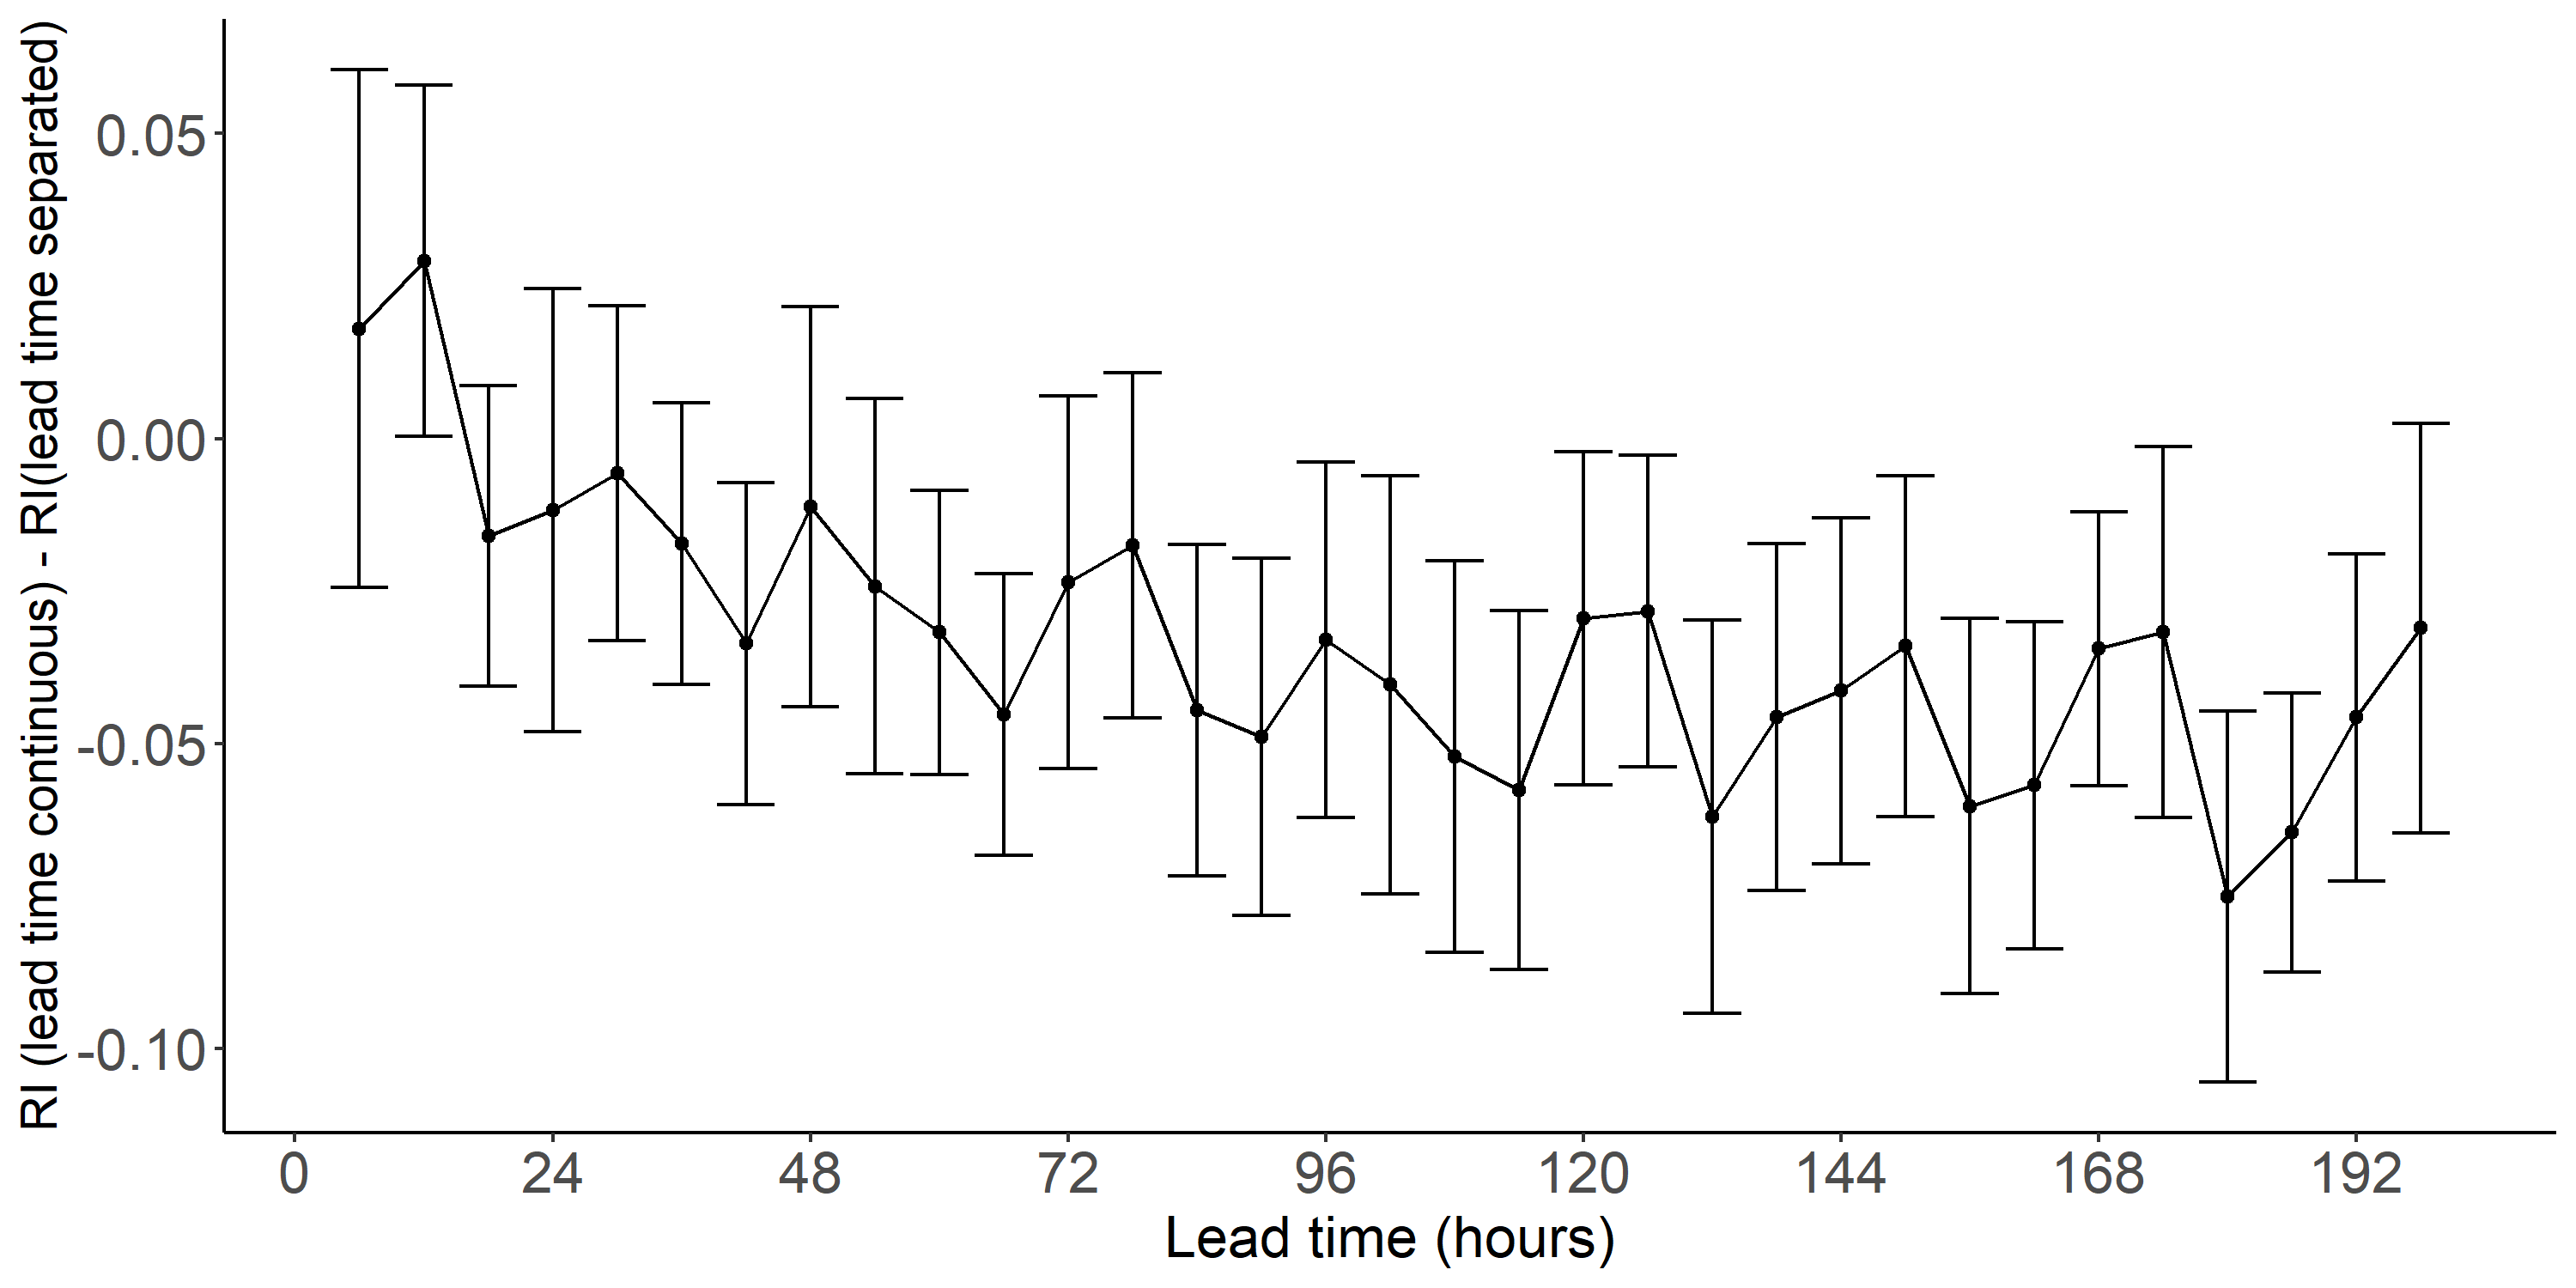 RI (lead time continuous) - RI(lead time separated)
0.05
0.00
-0.05
-0.10
0 24 48 72 96 120 144 168 192
Lead time (hours)